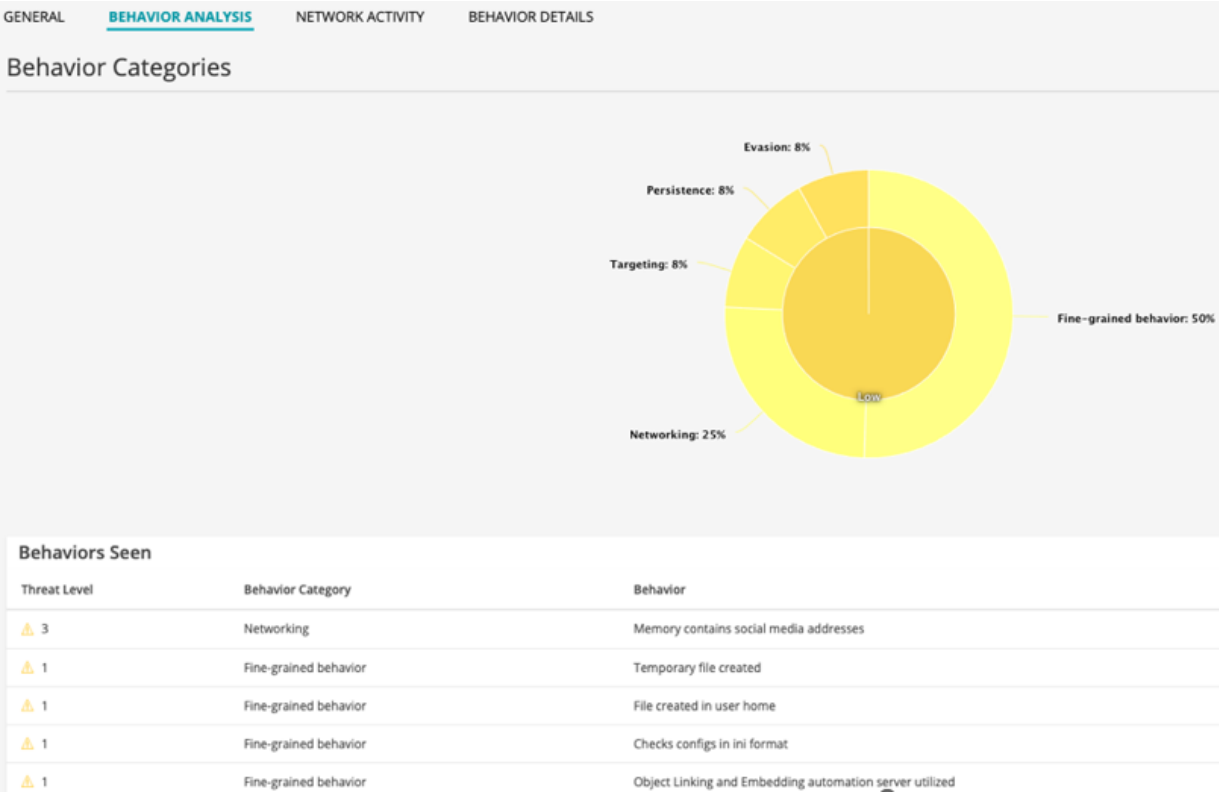 GENERAL BEHAVIOR ANALYSIS NETWORK ACTIVITY BEHAVIOR DETAILS
Behavior Categories
Evasion: 8%
Persistence: 8%
Targeting: 8%
Fine-grained behavior: 50%
Low
Networking: 25%
Behaviors Seen
Threat Level Behavior Category Behavior
3 Networking Memory contains social media addresses
1 Fine-grained behavior Temporary file created
1 Fine-grained behavior File created in user home
1 Fine-grained behavior Checks configs in ini format
1 Fine-grained behavior Object Linking and Embedding automation server utilized